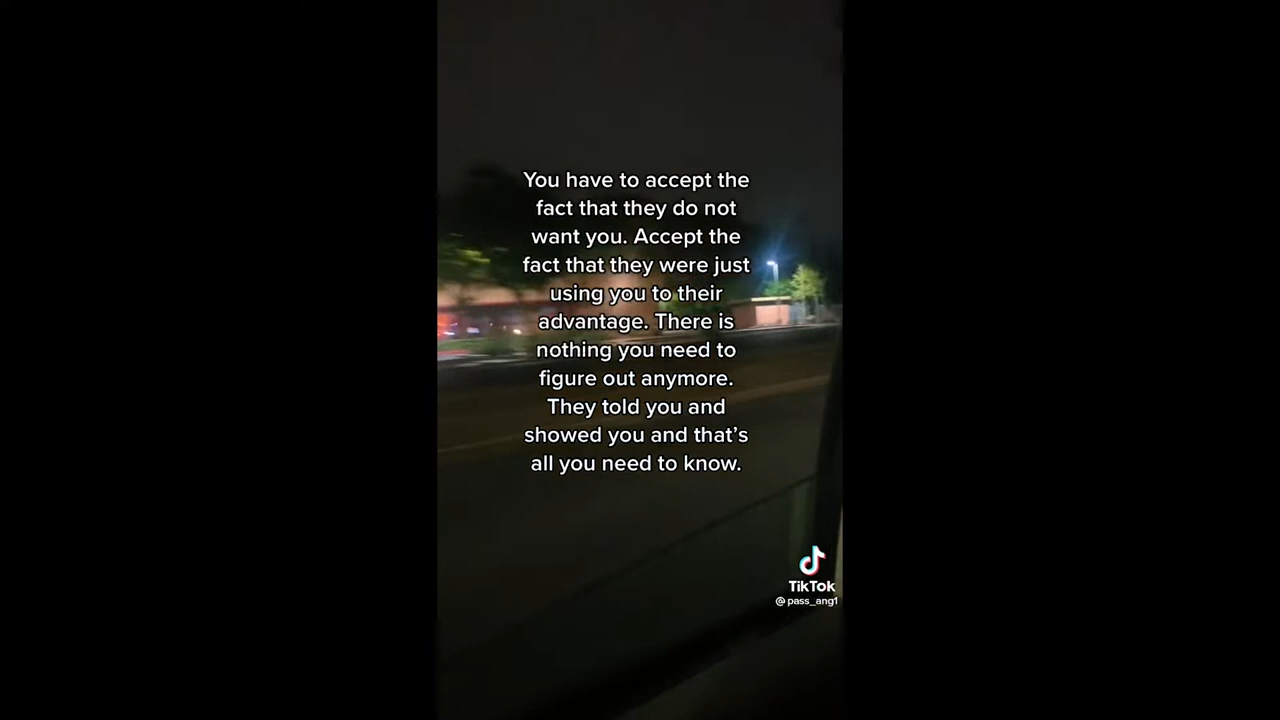 You have to accept the
fact that they do not
want you. Accept the
fact that they were just
using you to their
advantage. There is
nothing you need to
figure out anymore.
They told you and
showed you and that’s
all you need to know.
TikTok
@pass_ang1